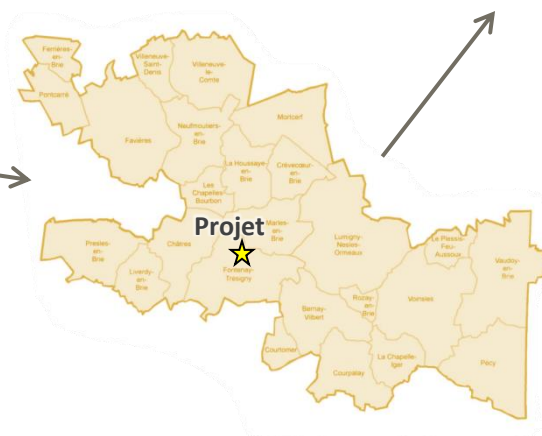 Ferrières-
en-
Brie
Pontcarré
Villeneuve-
Saint-
Denis
Villeneuve-
le-
Comte
Favières
Neufmoutiers-
en-
Brie
Mortcerf
La Houssaye-
en-
Brie
Crèvecœur-
en-
Brie
Les
Chapelles-
Bourbon
Projet
Marles-
en-
Brie
Presles-
en-
Brie
Liverdy-
en-
Brie
Châtres
Fontenay-
Trésigny
Lumigny-
Nesles-
Ormeaux
Le Plessis-
Feu-
Aussoux
Vaudoy-
en-
Brie
Bernay-
Vilbert
Rozay-
en-
Brie
Voinsles
Courtomer
Courpalay
La Chapelle-
Iger
Pécy